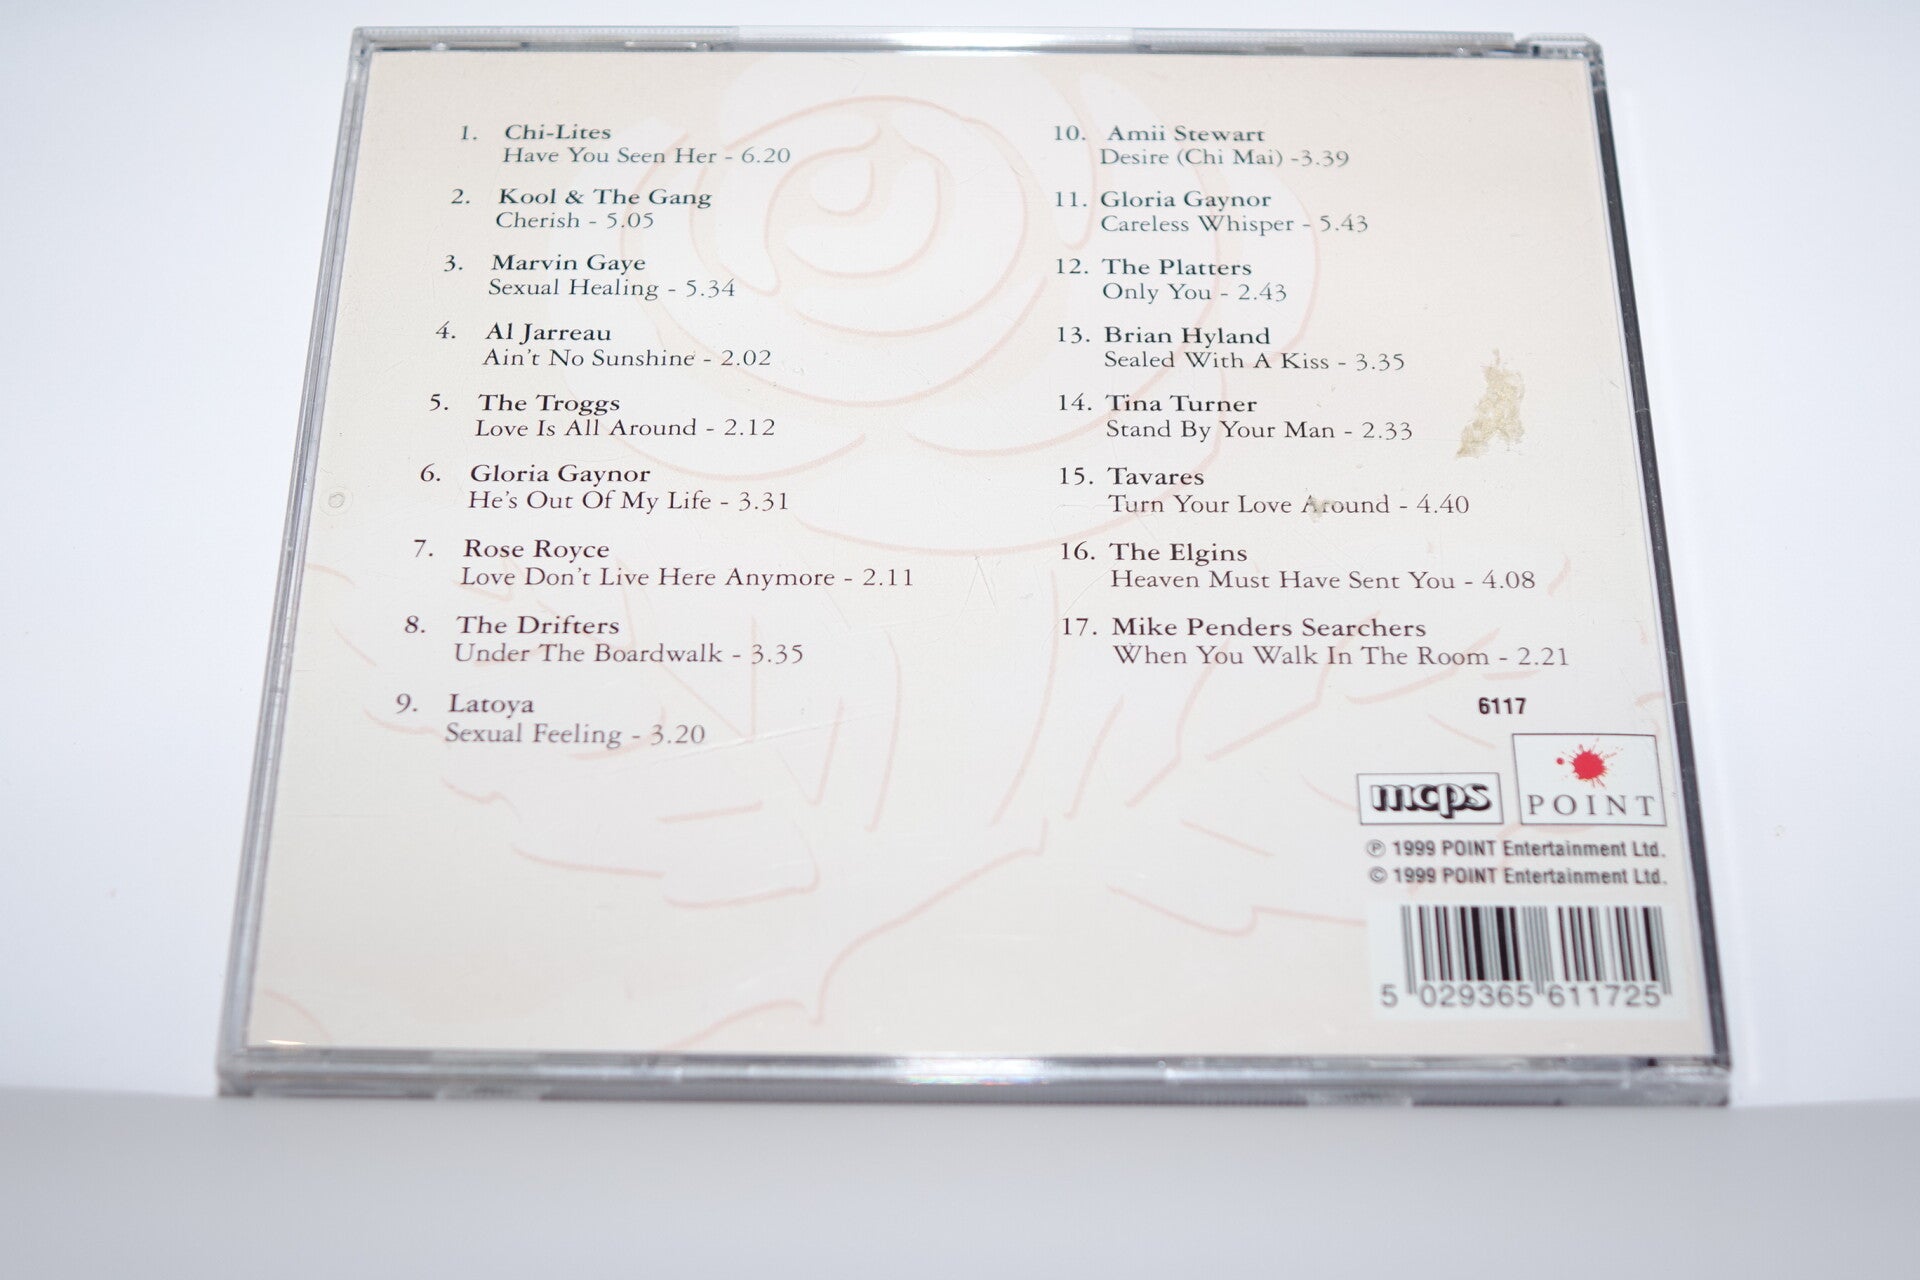 1. Chi-Lites
Have You Seen Her - 6.20
2. Kool & The Gang
Cherish - 5.05
3. Marvin Gaye
Sexual Healing - 5.34
4. Al Jarreau
Ain't No Sunshine - 2.02
5. The Troggs
Love Is All Around - 2.12
6. Gloria Gaynor
He's Out Of My Life - 3.31
7. Rose Royce
Love Don't Live Here Anymore - 2.11
8. The Drifters
Under The Boardwalk - 3.35
9. Latoya
Sexual Feeling - 3.20
10. Amii Stewart
Desire (Chi Mai) -3.39
11. Gloria Gaynor
Careless Whisper - 5.43
12. The Platters
Only You - 2.43
13. Brian Hyland
Sealed With A Kiss - 3.35
14. Tina Turner
Stand By Your Man - 2.33
15. Tavares
Turn Your Love Around - 4.40
16. The Elgins
Heaven Must Have Sent You - 4.08
17. Mike Penders Searchers
When You Walk In The Room - 2.21
6117
mcps
POINT
℗ 1999 POINT Entertainment Ltd.
© 1999 POINT Entertainment Ltd.
5 029365 611725